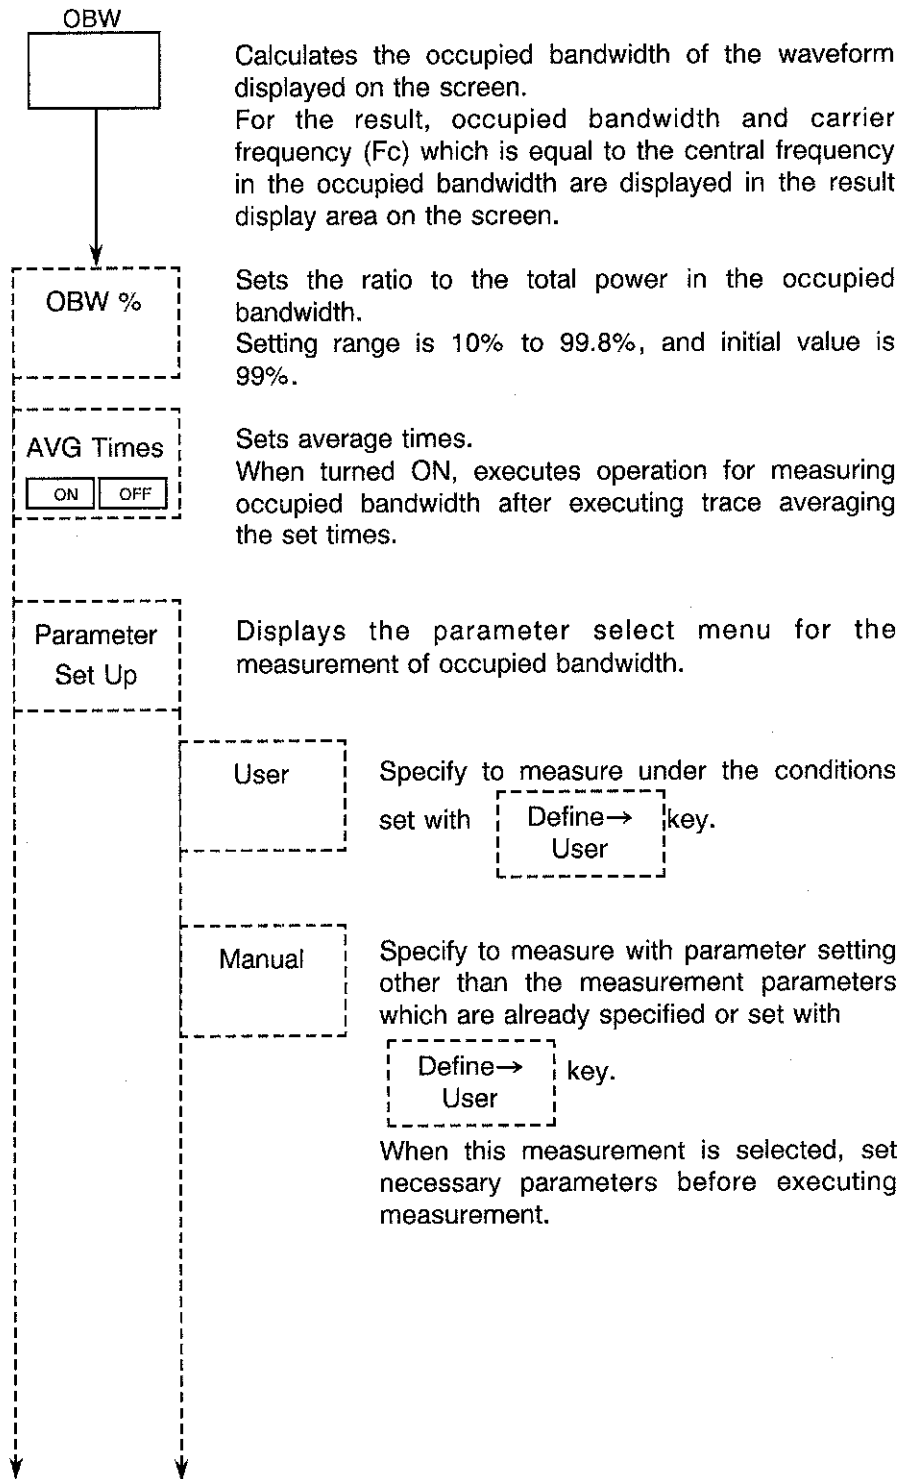 OBW
Calculates the occupied bandwidth of the waveform
displayed on the screen.
For the result, occupied bandwidth and carrier
frequency (Fc) which is equal to the central frequency
in the occupied bandwidth are displayed in the result
display area on the screen.
OBW %
Sets the ratio to the total power in the occupied
bandwidth.
Setting range is 10% to 99.8%, and initial value is
99%.
AVG Times
ON OFF
Sets average times.
When turned ON, executes operation for measuring
occupied bandwidth after executing trace averaging
the set times.
Parameter
Set Up
Displays the parameter select menu for the
measurement of occupied bandwidth.
User
Specify to measure under the conditions
set with Define→ key.
User
Manual
Specify to measure with parameter setting
other than the measurement parameters
which are already specified or set with
Define→ key.
User
When this measurement is selected, set
necessary parameters before executing
measurement.